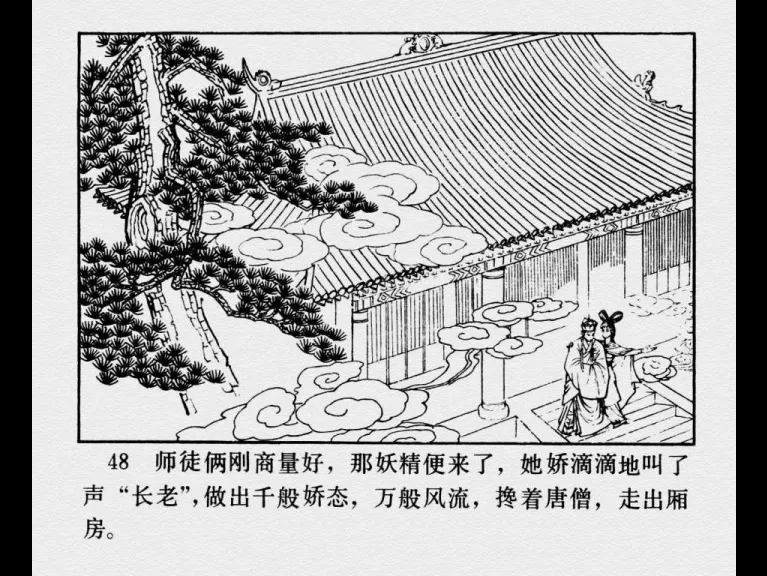 48 师徒俩刚商量好，那妖精便来了，她娇滴滴地叫了
声“长老”，做出千般娇态，万般风流，搀着唐僧，走出厢
房。